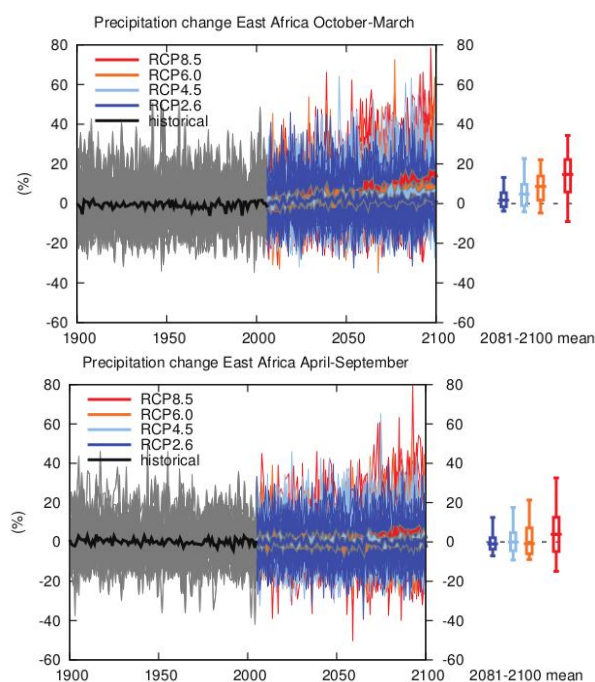 Precipitation change East Africa October-March
80 80
RCP8.5
60 RCP6.0 60
RCP4.5
40 RCP2.6 40
historical
20 20
(%)
0 0
-20 -20
-40 -40
-60 -60
1900 1950 2000 2050 2100 2081-2100 mean
Precipitation change East Africa April-September
80 80
RCP8.5
60 RCP6.0 60
RCP4.5
40 RCP2.6 40
historical
20 20
(%)
0 0
-20 -20
-40 -40
-60 -60
1900 1950 2000 2050 2100 2081-2100 mean